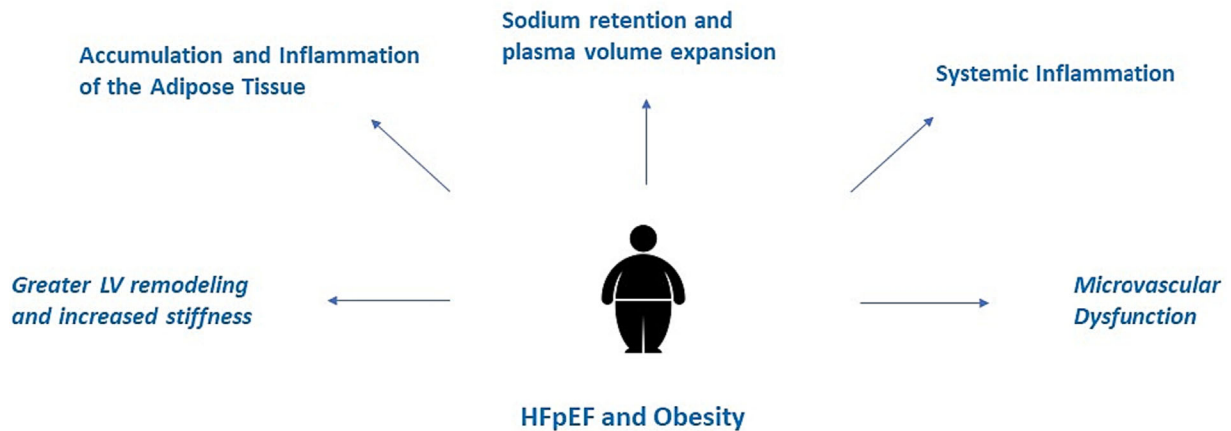 Sodium retention and
plasma volume expansion
Accumulation and Inflammation
of the Adipose Tissue
Systemic Inflammation
Greater LV remodeling
and increased stiffness
Microvascular
Dysfunction
HFpEF and Obesity